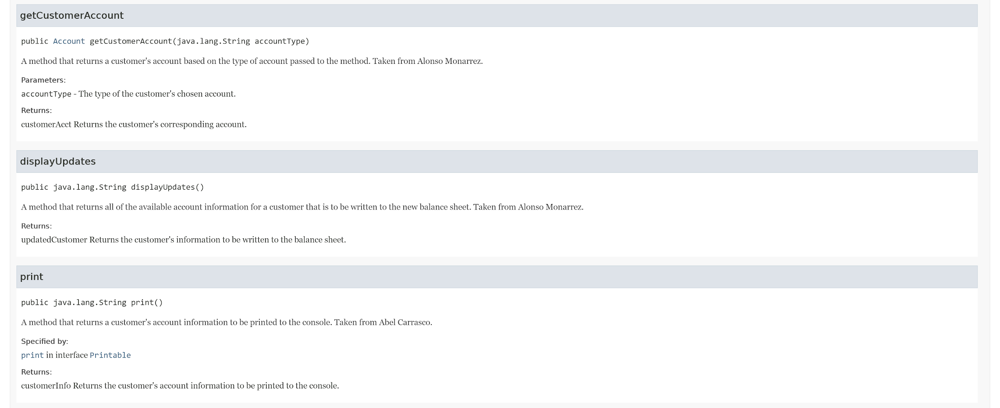 getCustomerAccount
public Account getCustomerAccount(java.lang.String accountType)
A method that returns a customer's account based on the type of account passed to the method. Taken from Alonso Monarrez.
Parameters:
accountType - The type of the customer's chosen account.
Returns:
customerAcct Returns the customer's corresponding account.
displayUpdates
public java.lang.String displayUpdates()
A method that returns all of the available account information for a customer that is to be written to the new balance sheet. Taken from Alonso Monarrez.
Returns:
updatedCustomer Returns the customer's information to be written to the balance sheet.
print
public java.lang.String print()
A method that returns a customer's account information to be printed to the console. Taken from Abel Carrasco.
Specified by:
print in interface Printable
Returns:
customerInfo Returns the customer's account information to be printed to the console.